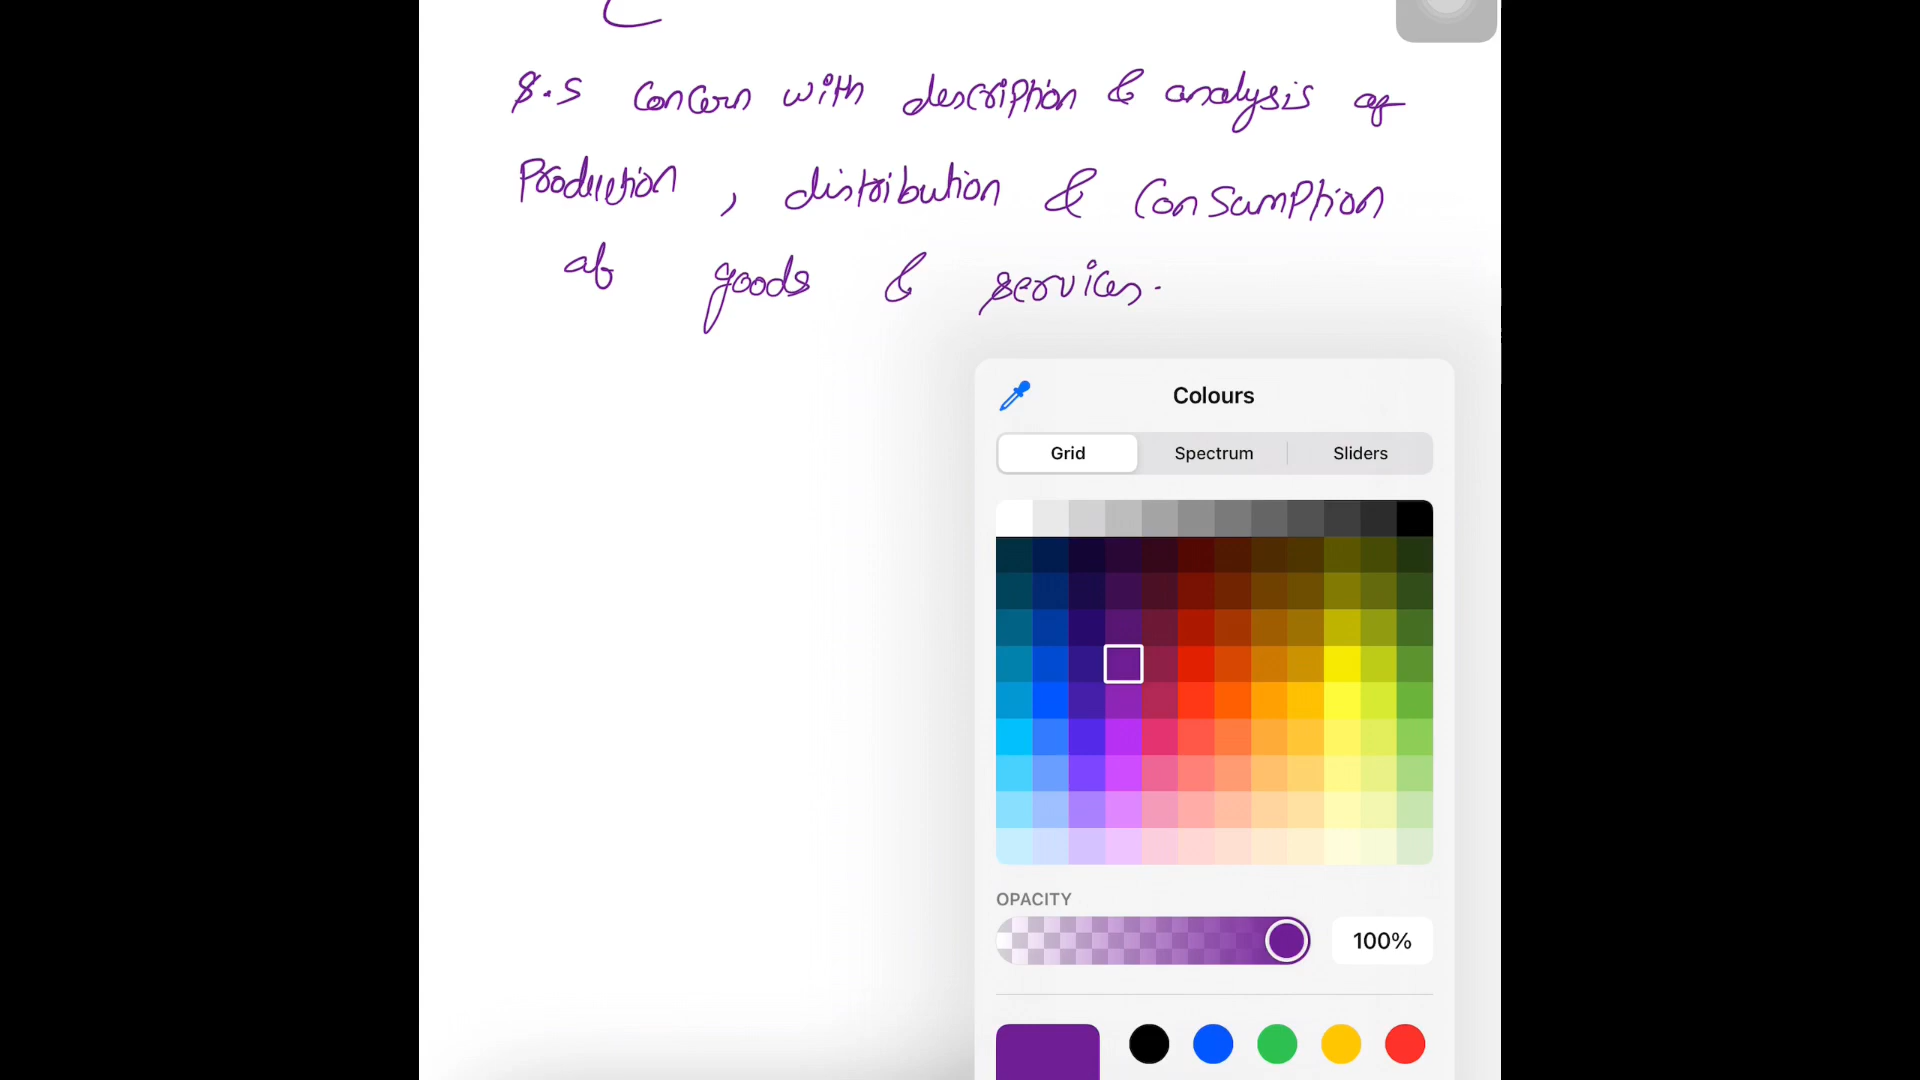 S.S Concern with description & analysis of
Production, distribution & Consumption
of goods & services.
Colours
Grid Spectrum Sliders
OPACITY
100%